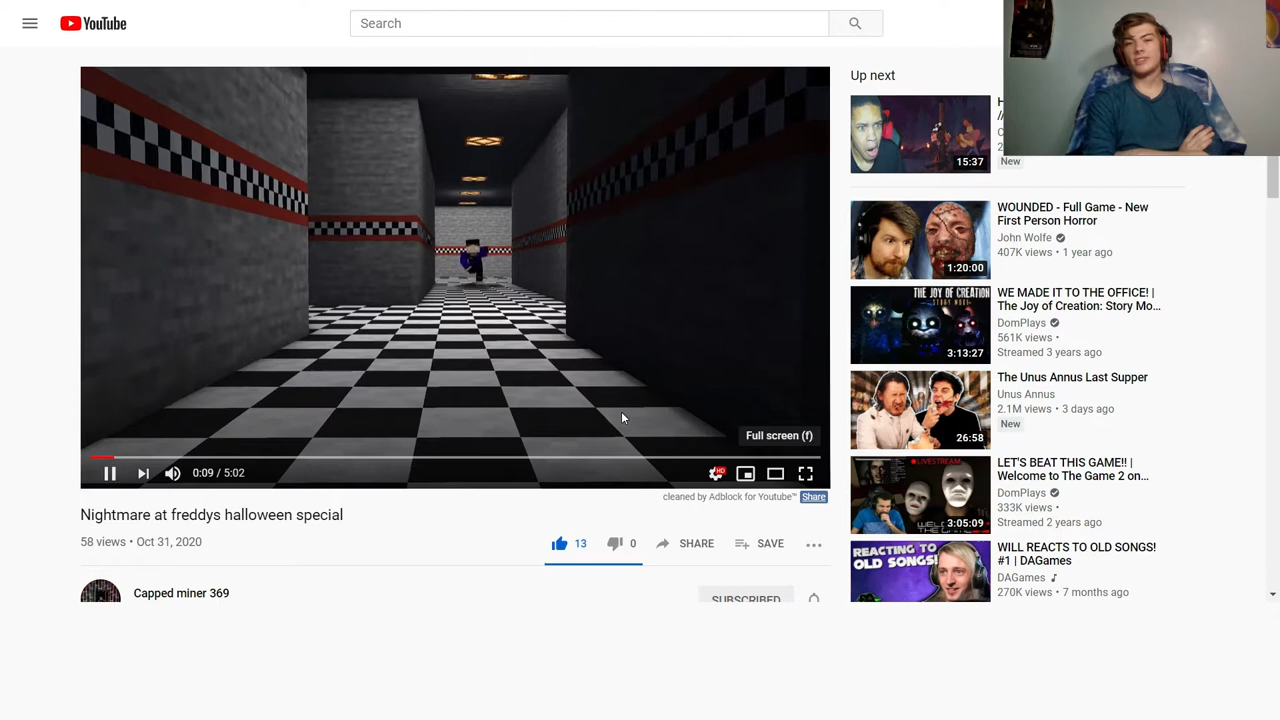 YouTube
Search
Up next
15:37
New
WOUNDED - Full Game - New
First Person Horror
John Wolfe
407K views • 1 year ago
1:20:00
THE JOY OF CREATION:
STORY MODE
WE MADE IT TO THE OFFICE! |
The Joy of Creation: Story Mo...
DomPlays
561K views •
Streamed 3 years ago
3:13:27
The Unus Annus Last Supper
Unus Annus
2.1M views • 3 days ago
New
26:58
LIVESTREAM
LET'S BEAT THIS GAME!! |
Welcome to The Game 2 on...
DomPlays
333K views •
Streamed 2 years ago
3:05:09
REACTING TO
OLD SONGS!
WILL REACTS TO OLD SONGS!
#1 | DAGames
DAGames
270K views • 7 months ago
Full screen (f)
0:09 / 5:02
HD
cleaned by Adblock for Youtube™ Share
Nightmare at freddys halloween special
58 views • Oct 31, 2020
13
0
SHARE
SAVE
Capped miner 369
SUBSCRIBED